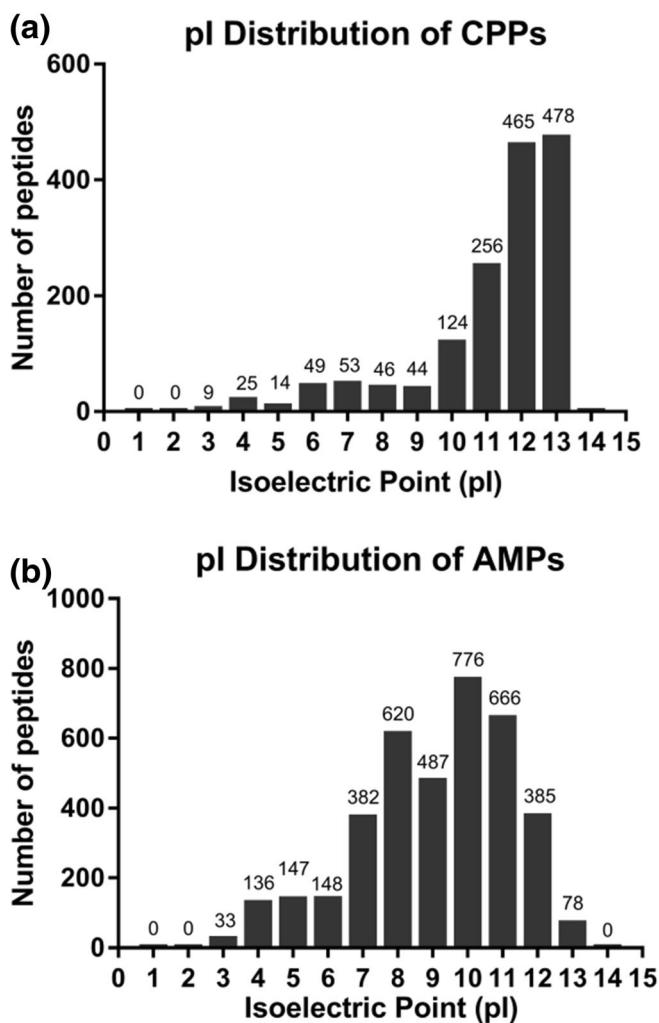 (a)
pI Distribution of CPPs
Number of peptides
600
400
200
0
0 0 9 25 14 49 53 46 44 124 256 465 478
0 1 2 3 4 5 6 7 8 9 10 11 12 13 14 15
Isoelectric Point (pI)
(b)
pI Distribution of AMPs
Number of peptides
1000
800
600
400
200
0
0 0 33 136 147 148 382 620 487 776 666 385 78 0
0 1 2 3 4 5 6 7 8 9 10 11 12 13 14 15
Isoelectric Point (pI)